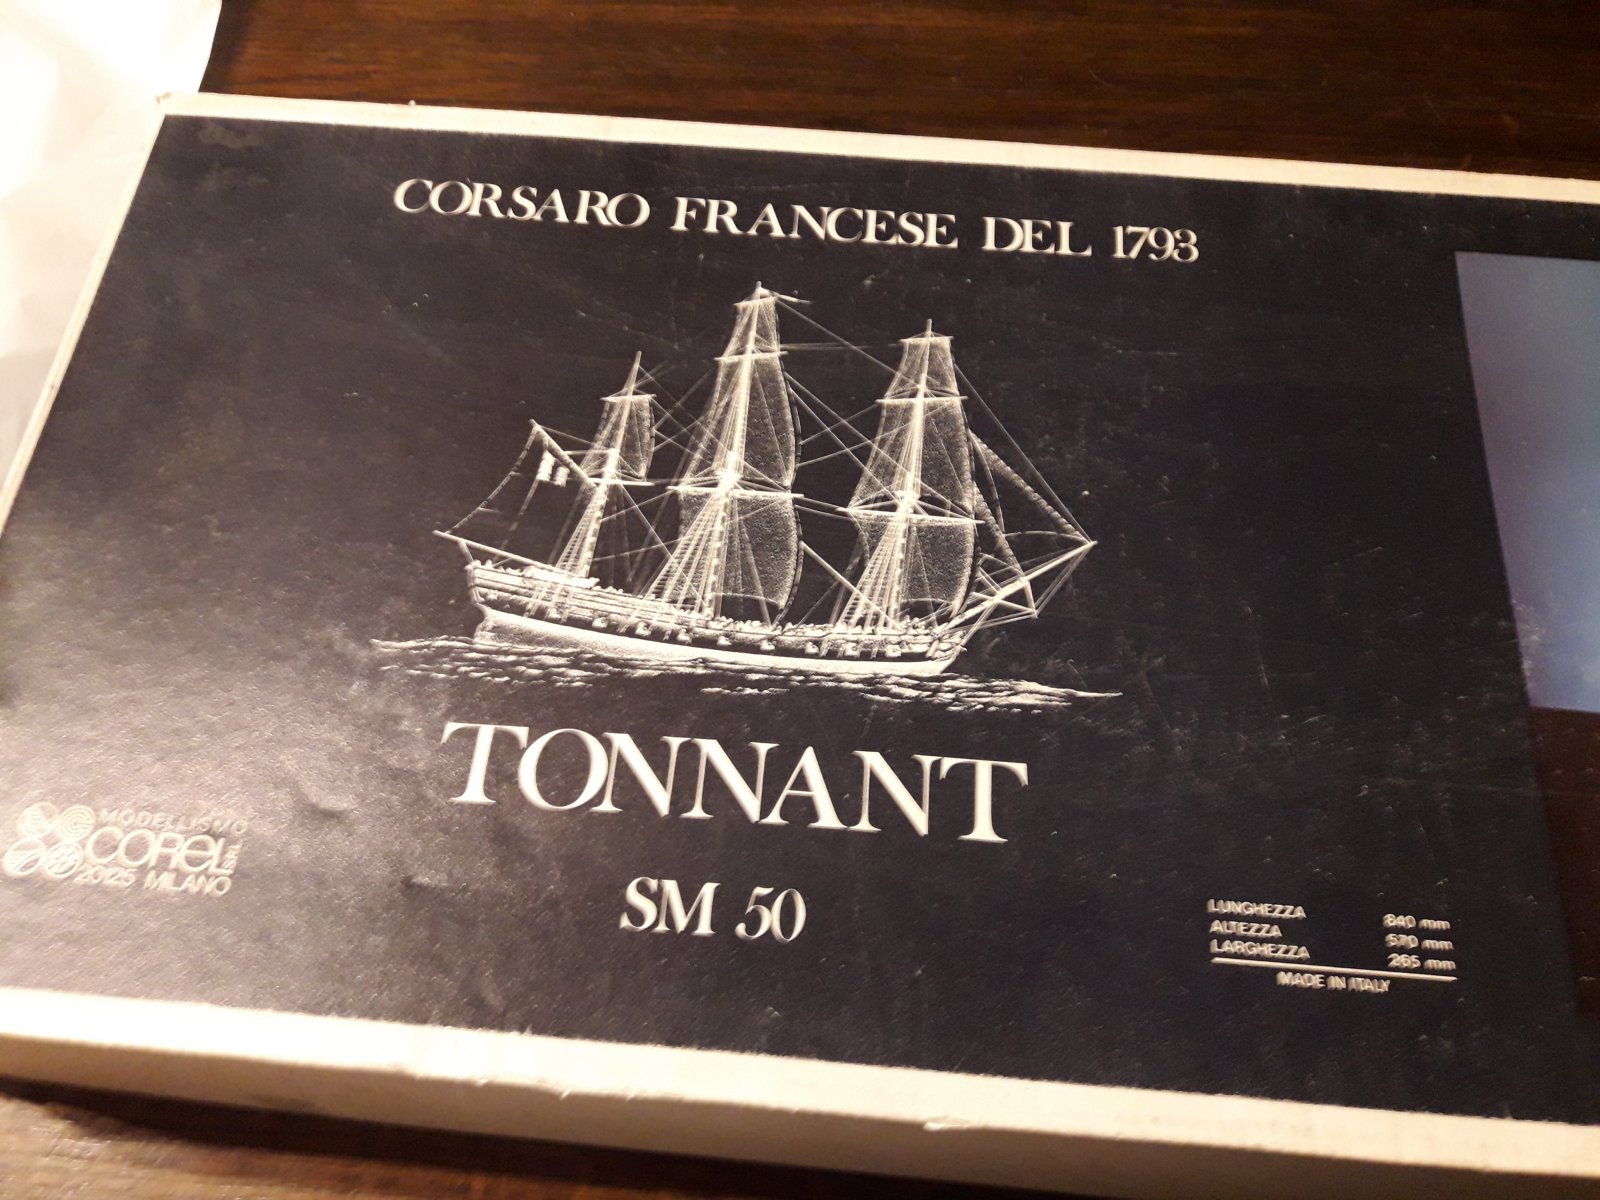 CORSARO FRANCESE DEL 1793
TONNANT
SM 50
MODELLISMO
COREL SRL
20125 MILANO
LUNGHEZZA 840 mm
ALTEZZA 570 mm
LARGHEZZA 265 mm
MADE IN ITALY